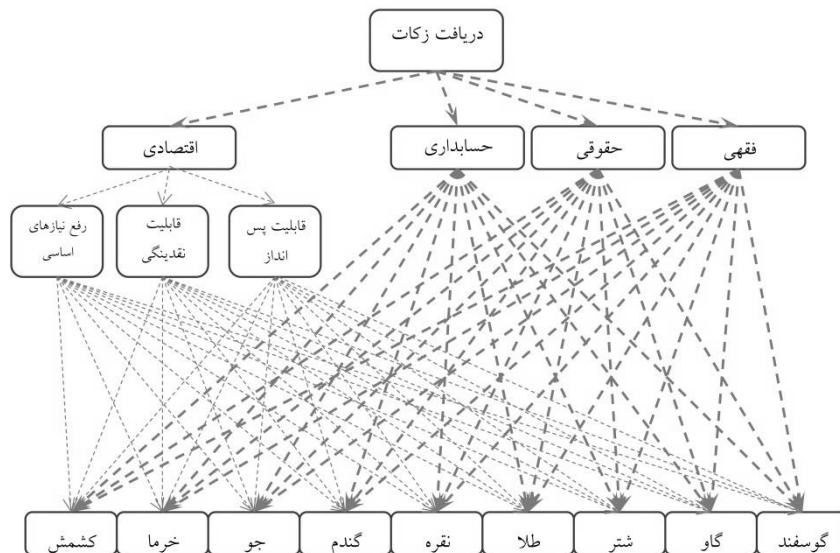 دریافت زکات
فقهی
حقوقی
حسابداری
اقتصادی
قابلیت پس
انداز
قابلیت
نقدینگی
رفع نیازهای
اساسی
گوسفند
گاو
شتر
طلا
نقره
گندم
جو
خرما
کشمش